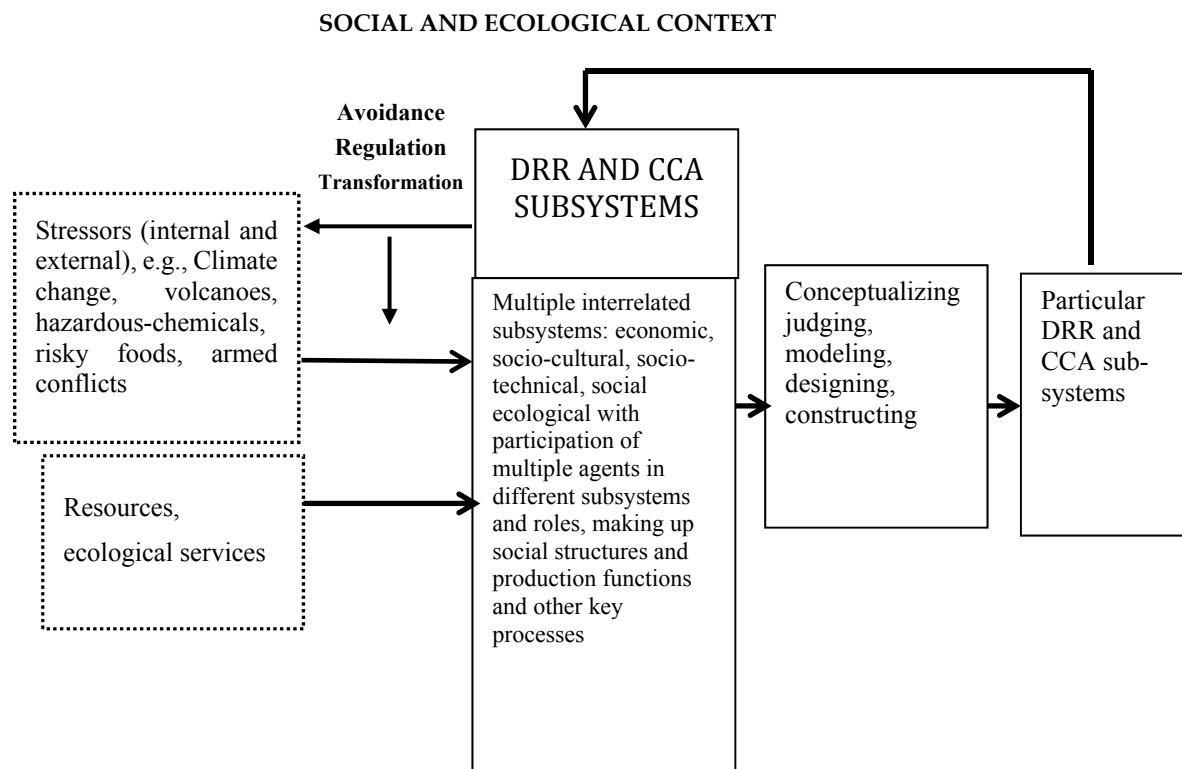 SOCIAL AND ECOLOGICAL CONTEXT
Avoidance
Regulation
Transformation
DRR AND CCA
SUBSYSTEMS
Stressors (internal and
external), e.g., Climate
change, volcanoes,
hazardous-chemicals,
risky foods, armed
conflicts
Resources,
ecological services
Multiple interrelated
subsystems: economic,
socio-cultural, socio-
technical, social
ecological with
participation of
multiple agents in
different subsystems
and roles, making up
social structures and
production functions
and other key
processes
Conceptualizing
judging,
modeling,
designing,
constructing
Particular
DRR and
CCA sub-
systems